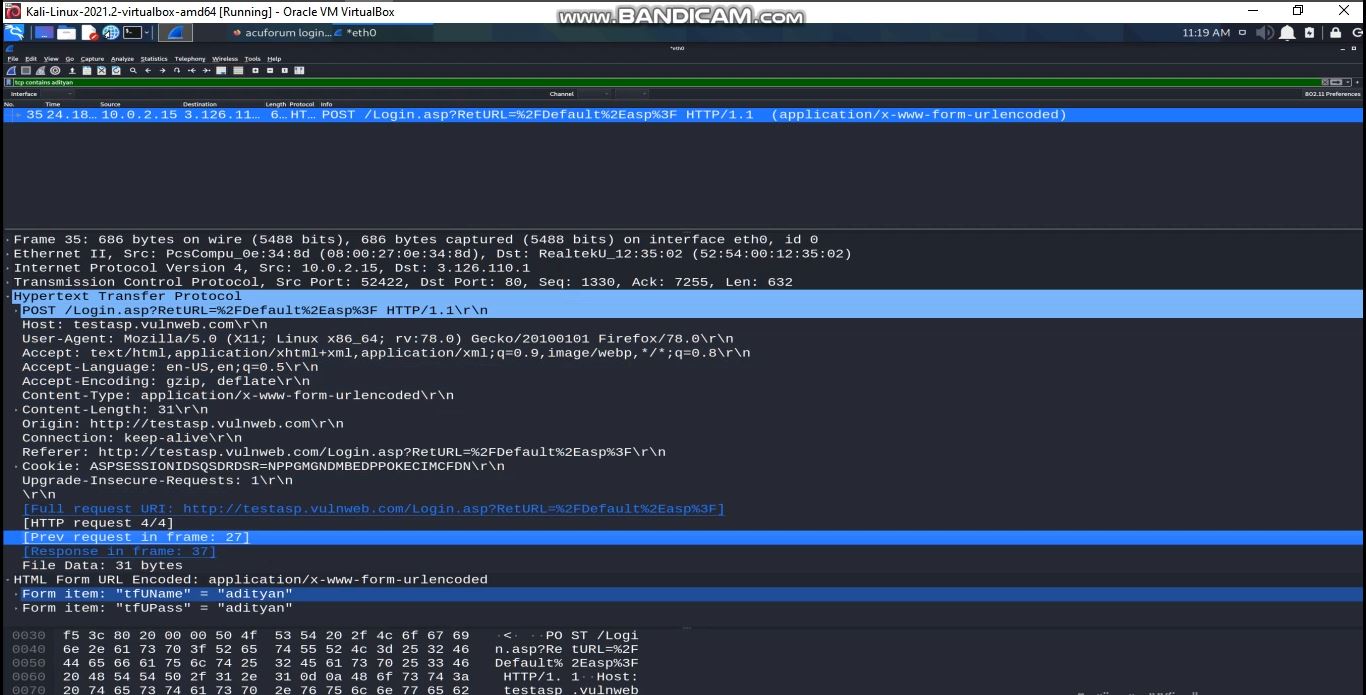 Kali-Linux-2021.2-virtualbox-amd64 [Running] - Oracle VM VirtualBox
www.BANDICAM.com
acuforum login... *eth0 11:19 AM
*eth0
File Edit View Go Capture Analyze Statistics Telephony Wireless Tools Help
tcp contains adityan
Interface Channel 802.11 Preferences
No. Time Source Destination Length Protocol Info
35 24.18… 10.0.2.15 3.126.11… 6… HT… POST /Login.asp?RetURL=%2FDefault%2Easp%3F HTTP/1.1 (application/x-www-form-urlencoded)
Frame 35: 686 bytes on wire (5488 bits), 686 bytes captured (5488 bits) on interface eth0, id 0
Ethernet II, Src: PcsCompu_0e:34:8d (08:00:27:0e:34:8d), Dst: RealtekU_12:35:02 (52:54:00:12:35:02)
Internet Protocol Version 4, Src: 10.0.2.15, Dst: 3.126.110.1
Transmission Control Protocol, Src Port: 52422, Dst Port: 80, Seq: 1330, Ack: 7255, Len: 632
Hypertext Transfer Protocol
POST /Login.asp?RetURL=%2FDefault%2Easp%3F HTTP/1.1\r\n
Host: testasp.vulnweb.com\r\n
User-Agent: Mozilla/5.0 (X11; Linux x86_64; rv:78.0) Gecko/20100101 Firefox/78.0\r\n
Accept: text/html,application/xhtml+xml,application/xml;q=0.9,image/webp,*/*;q=0.8\r\n
Accept-Language: en-US,en;q=0.5\r\n
Accept-Encoding: gzip, deflate\r\n
Content-Type: application/x-www-form-urlencoded\r\n
Content-Length: 31\r\n
Origin: http://testasp.vulnweb.com\r\n
Connection: keep-alive\r\n
Referer: http://testasp.vulnweb.com/Login.asp?RetURL=%2FDefault%2Easp%3F\r\n
Cookie: ASPSESSIONIDSQSDRDSR=NPPGMGNDMBEDPPOKECIMCFDN\r\n
Upgrade-Insecure-Requests: 1\r\n
\r\n
[Full request URI: http://testasp.vulnweb.com/Login.asp?RetURL=%2FDefault%2Easp%3F]
[HTTP request 4/4]
[Prev request in frame: 27]
[Response in frame: 37]
File Data: 31 bytes
HTML Form URL Encoded: application/x-www-form-urlencoded
Form item: "tfUName" = "adityan"
Form item: "tfUPass" = "adityan"
0030 f5 3c 80 20 00 00 50 4f 53 54 20 2f 4c 6f 67 69 ·<· ··PO ST /Logi
0040 6e 2e 61 73 70 3f 52 65 74 55 52 4c 3d 25 32 46 n.asp?Re tURL=%2F
0050 44 65 66 61 75 6c 74 25 32 45 61 73 70 25 33 46 Default% 2Easp%3F
0060 20 48 54 54 50 2f 31 2e 31 0d 0a 48 6f 73 74 3a HTTP/1. 1··Host:
0070 20 74 65 73 74 61 73 70 2e 76 75 6c 6e 77 65 62 testasp .vulnweb